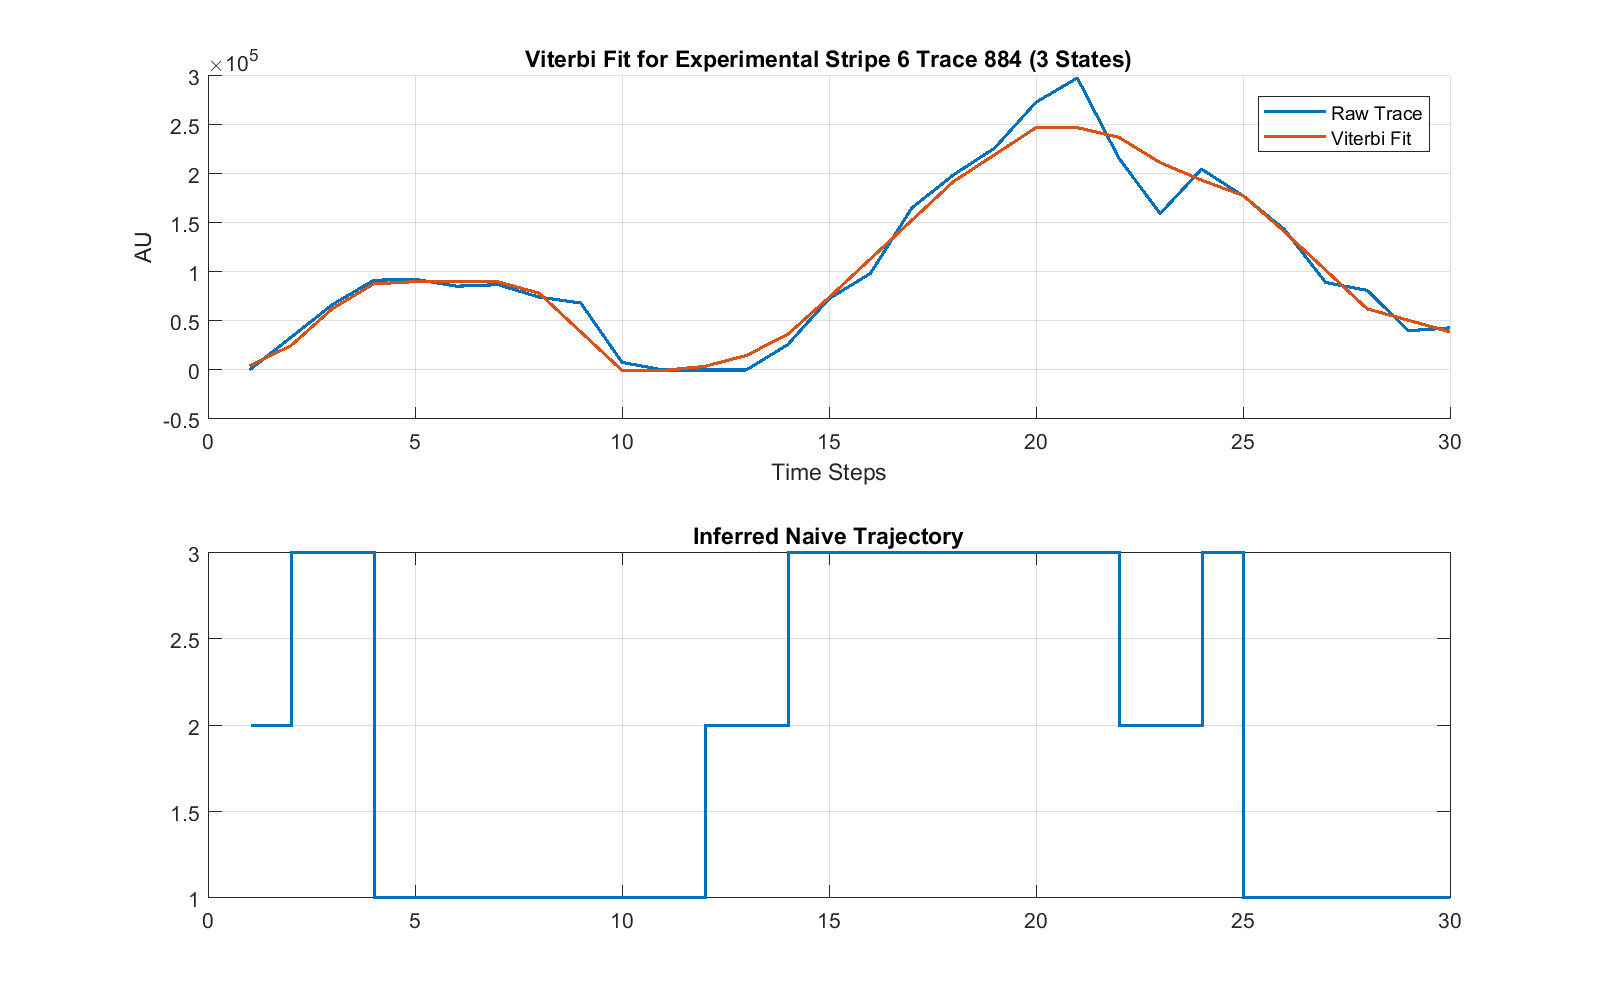 Viterbi Fit for Experimental Stripe 6 Trace 884 (3 States)
×10^5
3
2.5
2
1.5
1
0.5
0
-0.5
AU
Raw Trace
Viterbi Fit
0 5 10 15 20 25 30
Time Steps
Inferred Naive Trajectory
3
2.5
2
1.5
1
0 5 10 15 20 25 30